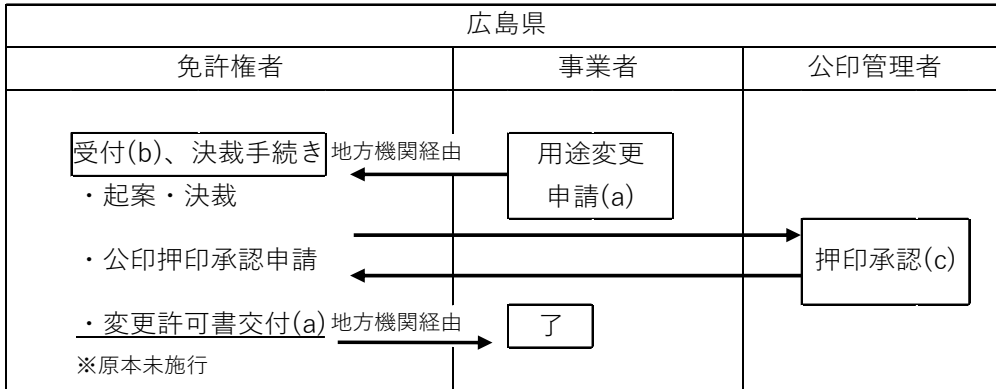 広島県
免許権者
事業者
公印管理者
受付(b)、決裁手続き
地方機関経由
用途変更
申請(a)
・起案・決裁
・公印押印承認申請
押印承認(c)
・変更許可書交付(a)
地方機関経由
了
※原本未施行